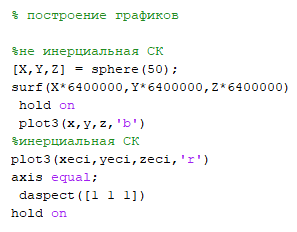 % построение графиков
%не инерциальная СК
[X,Y,Z] = sphere(50);
surf(X*6400000,Y*6400000,Z*6400000)
hold on
plot3(x,y,z,'b')
%инерциальная СК
plot3(xeci,yeci,zeci,'r')
axis equal;
daspect([1 1 1])
hold on